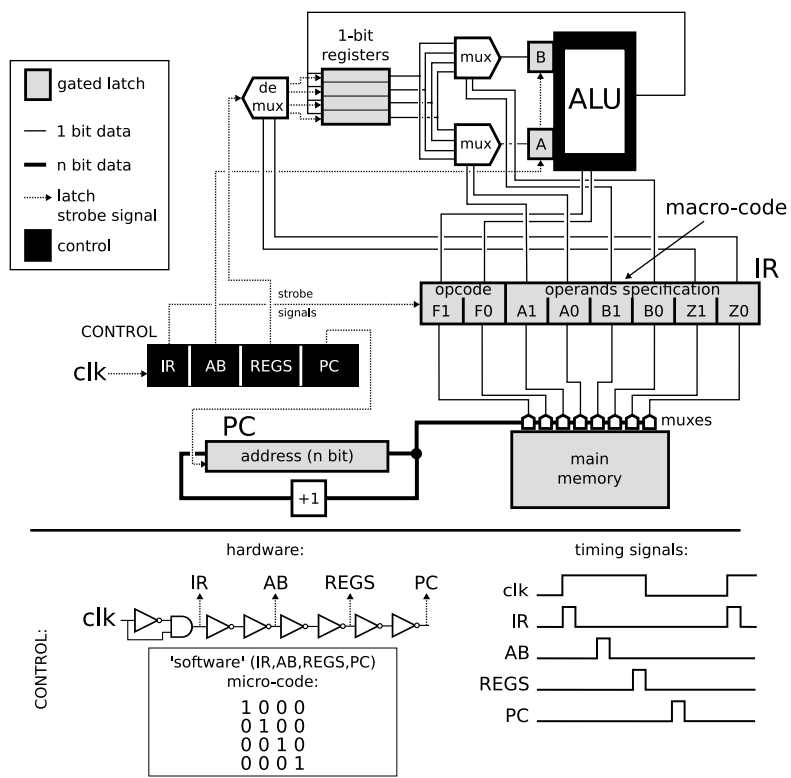 gated latch
1 bit data
n bit data
latch
strobe signal
control
1-bit
registers
de
mux
mux
mux
B
A
ALU
macro-code
IR
opcode
operands specification
F1 F0 A1 A0 B1 B0 Z1 Z0
strobe
signals
CONTROL
clk
IR AB REGS PC
PC
address (n bit)
+1
muxes
main
memory
hardware:
IR AB REGS PC
clk
'software' (IR,AB,REGS,PC)
micro-code:
1 0 0 0
0 1 0 0
0 0 1 0
0 0 0 1
CONTROL:
timing signals:
clk
IR
AB
REGS
PC